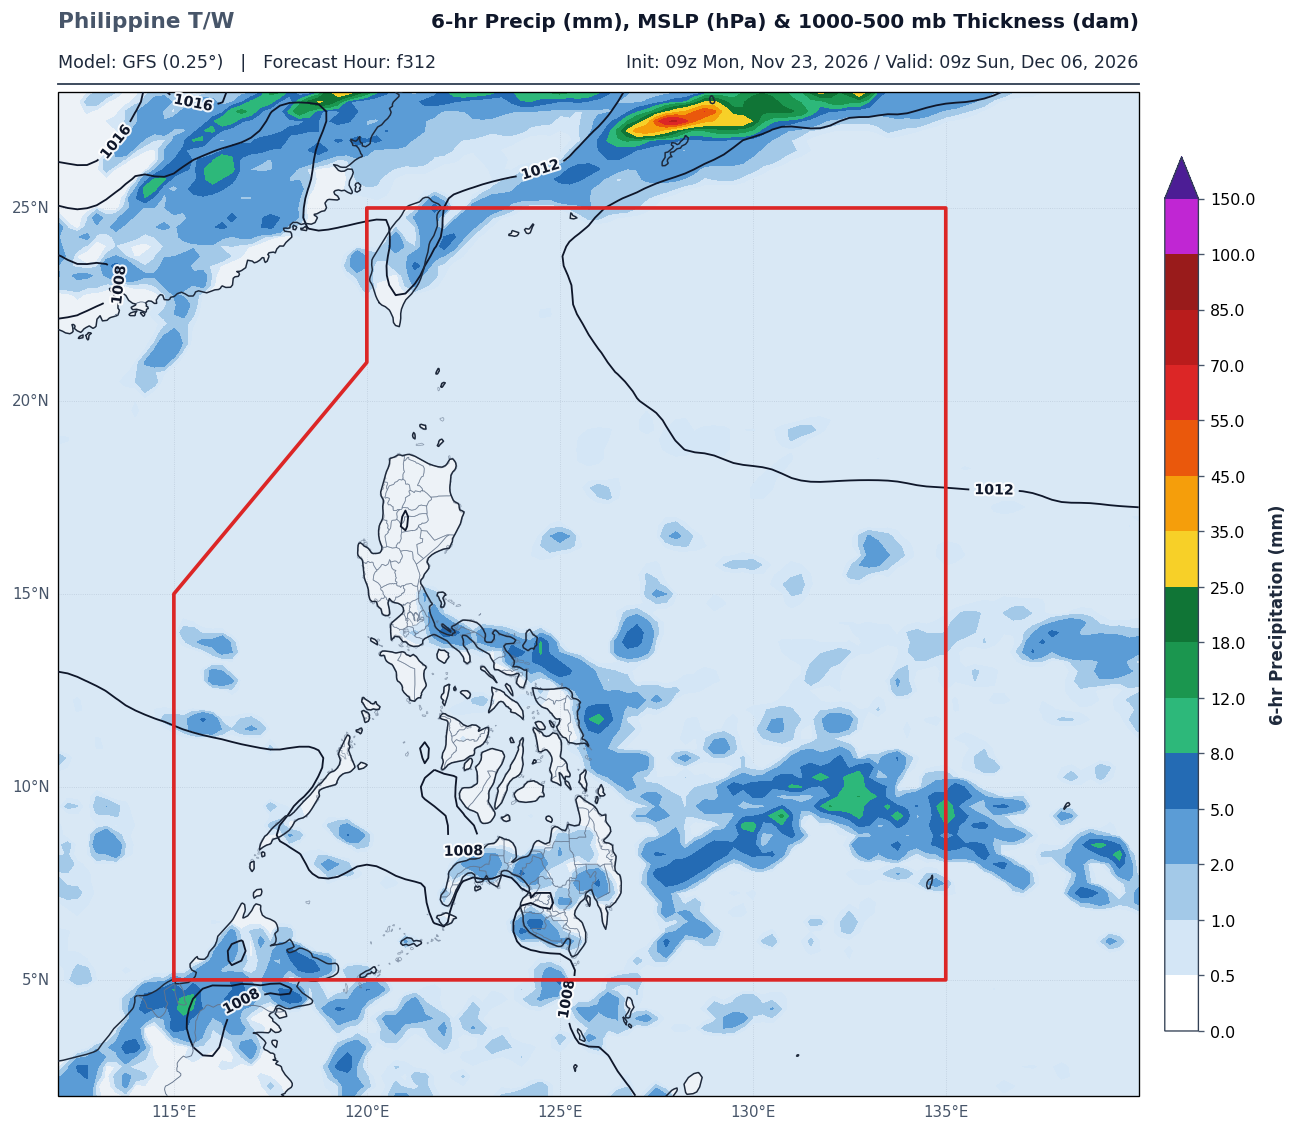 Philippine T/W
6-hr Precip (mm), MSLP (hPa) & 1000-500 mb Thickness (dam)
Model: GFS (0.25°) | Forecast Hour: f312
Init: 09z Mon, Nov 23, 2026 / Valid: 09z Sun, Dec 06, 2026
1016
1016
1012
1008
1012
1008
1008
1008
25°N
20°N
15°N
10°N
5°N
115°E
120°E
125°E
130°E
135°E
150.0
100.0
85.0
70.0
55.0
45.0
35.0
25.0
18.0
12.0
8.0
5.0
2.0
1.0
0.5
0.0
6-hr Precipitation (mm)